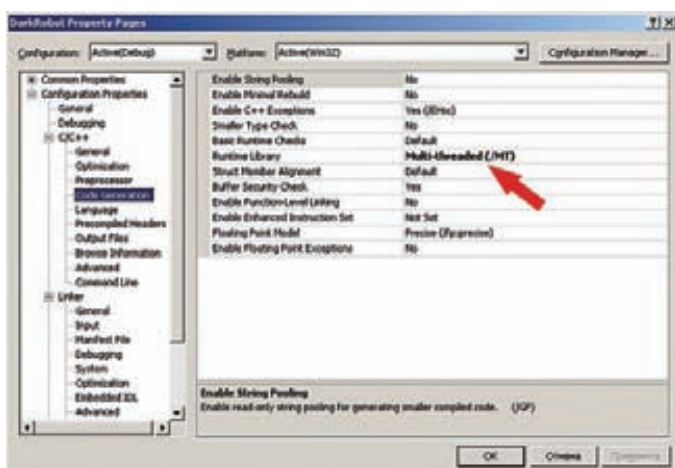 DarkRobot Property Pages
Configuration: Active(Debug) Platform: Active(Win32) Configuration Manager...
Common Properties
Configuration Properties
General
Debugging
C/C++
General
Optimization
Preprocessor
Code Generation
Language
Precompiled Headers
Output Files
Browse Information
Advanced
Command Line
Linker
General
Input
Manifest File
Debugging
System
Optimization
Embedded IDL
Advanced
Enable String Pooling No
Enable Minimal Rebuild No
Enable C++ Exceptions Yes (/EHsc)
Smaller Type Check No
Basic Runtime Checks Default
Runtime Library Multi-threaded (/MT)
Struct Member Alignment Default
Buffer Security Check Yes
Enable Function-Level Linking No
Enable Enhanced Instruction Set Not Set
Floating Point Model Precise (/fp:precise)
Enable Floating Point Exceptions No
Enable String Pooling
Enable read-only string pooling for generating smaller compiled code. (/GF)
OK Отмена Применить